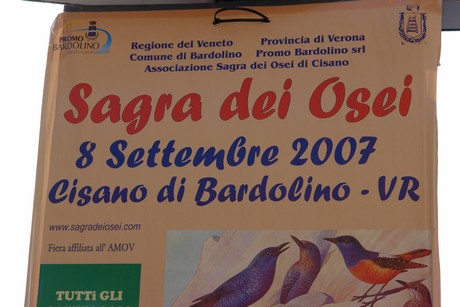 PROMO
BARDOLINO
Regione del Veneto Provincia di Verona
Comune di Bardolino Promo Bardolino srl
Associazione Sagra dei Osei di Cisano
Sagra dei Osei
8 Settembre 2007
Cisano di Bardolino - VR
www.sagradeiosei.com
Fiera affiliata all' AMOV
TUTTi GLI